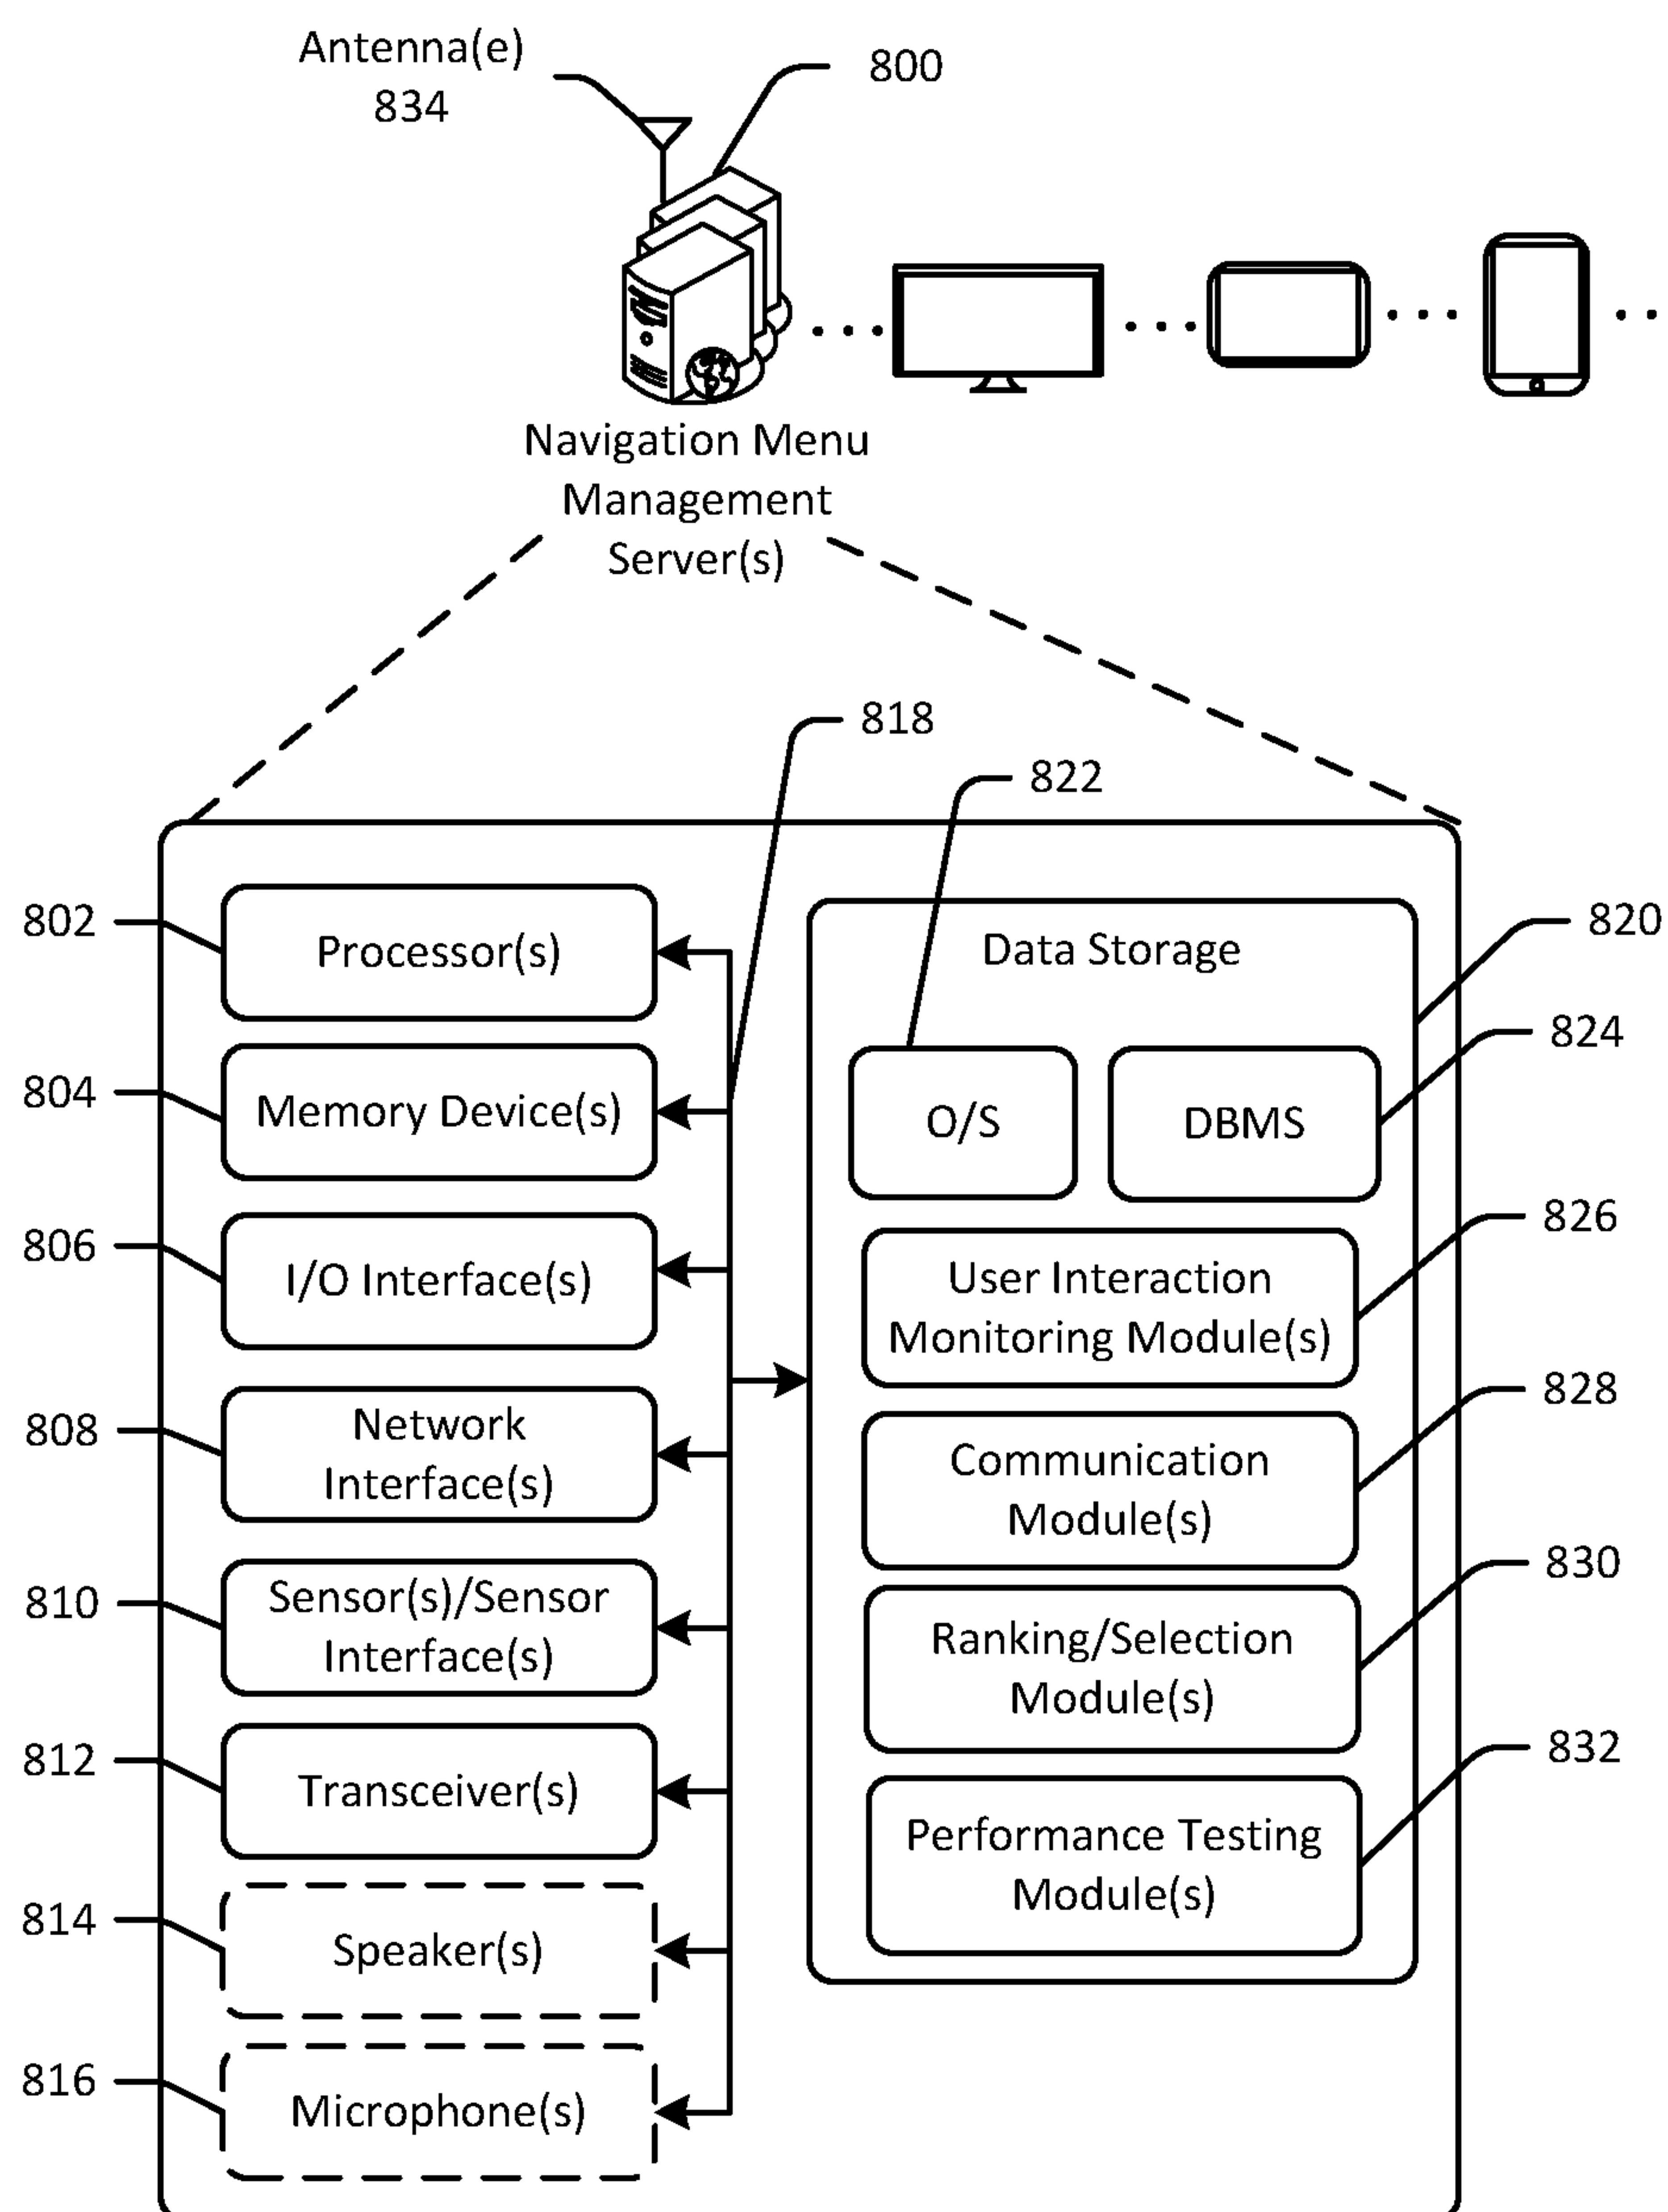 Antenna(e)
834
800
Navigation Menu
Management
Server(s)
818
822
802
Processor(s)
804
Memory Device(s)
806
I/O Interface(s)
808
Network
Interface(s)
810
Sensor(s)/Sensor
Interface(s)
812
Transceiver(s)
814
Speaker(s)
816
Microphone(s)
Data Storage
820
O/S
DBMS
824
User Interaction
Monitoring Module(s)
826
Communication
Module(s)
828
Ranking/Selection
Module(s)
830
Performance Testing
Module(s)
832